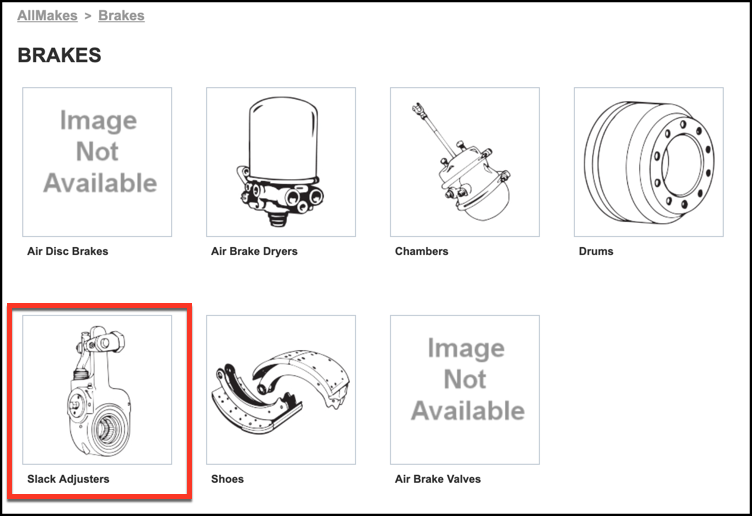 AllMakes > Brakes
BRAKES
Image
Not
Available
Air Disc Brakes
Air Brake Dryers
Chambers
Drums
Slack Adjusters
Shoes
Image
Not
Available
Air Brake Valves